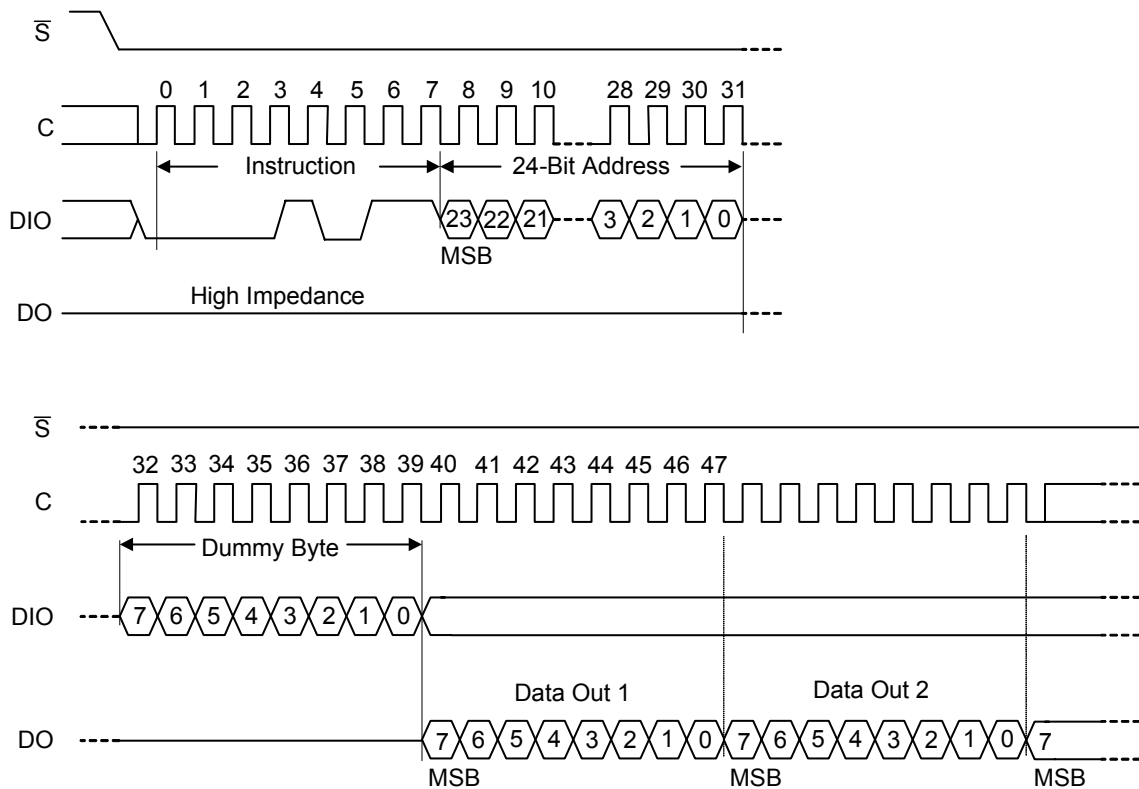 S̅
0 1 2 3 4 5 6 7 8 9 10 28 29 30 31
C
Instruction 24-Bit Address
DIO 23 22 21 3 2 1 0
MSB
High Impedance
DO
S̅
32 33 34 35 36 37 38 39 40 41 42 43 44 45 46 47
C
Dummy Byte
DIO 7 6 5 4 3 2 1 0
Data Out 1 Data Out 2
DO 7 6 5 4 3 2 1 0 7 6 5 4 3 2 1 0 7
MSB MSB MSB